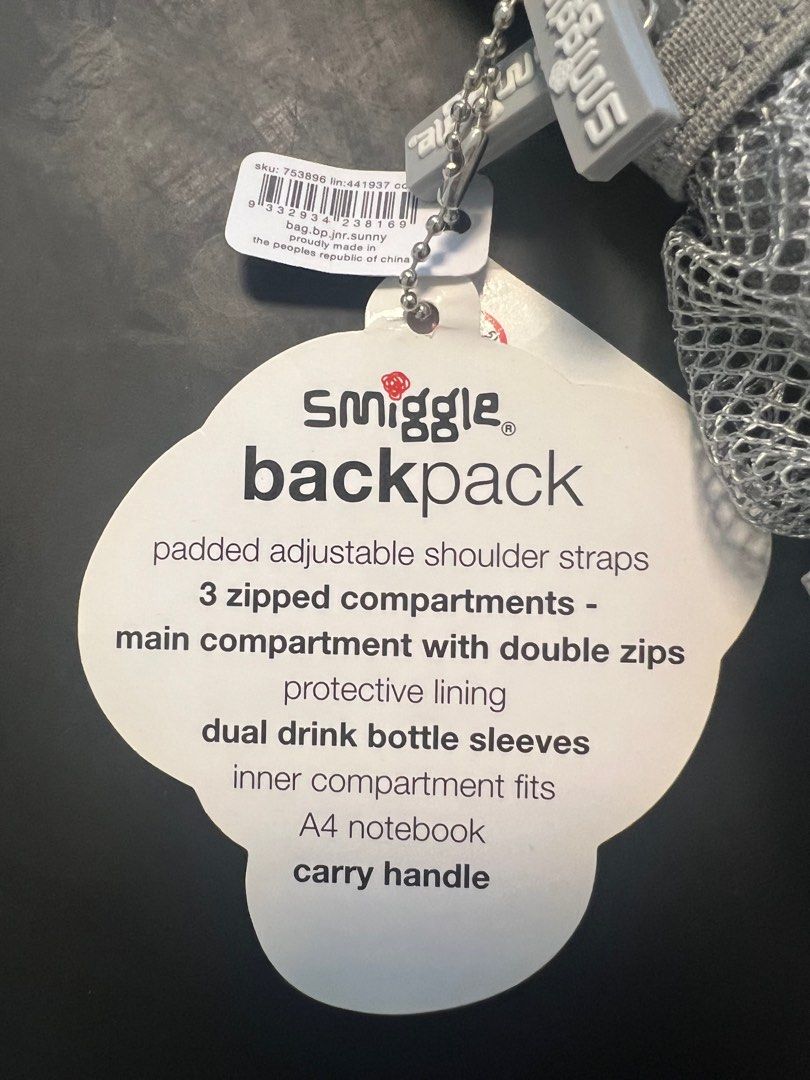 smiggle
sku: 753896 lin:441937
9 332934 238169
bag.bp.jnr.sunny
proudly made in
the peoples republic of china
smiggle®
backpack
padded adjustable shoulder straps
3 zipped compartments -
main compartment with double zips
protective lining
dual drink bottle sleeves
inner compartment fits
A4 notebook
carry handle